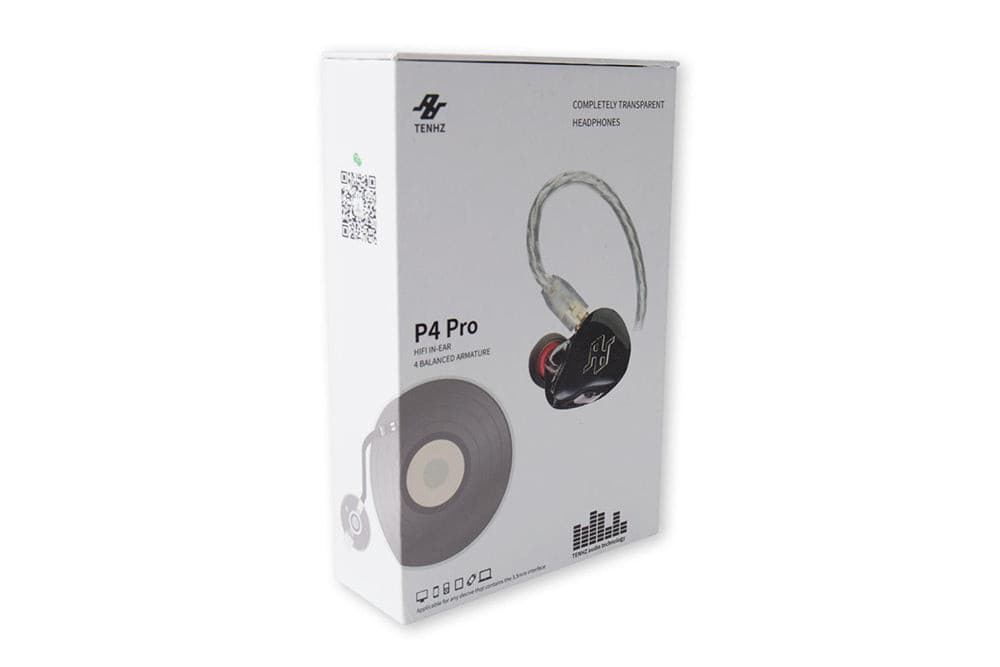 TENHZ
COMPLETELY TRANSPARENT
HEADPHONES
P4 Pro
HIFI IN-EAR
4 BALANCED ARMATURE
TENHZ audio technology
Applicable for any device that contains the 3.5mm interface